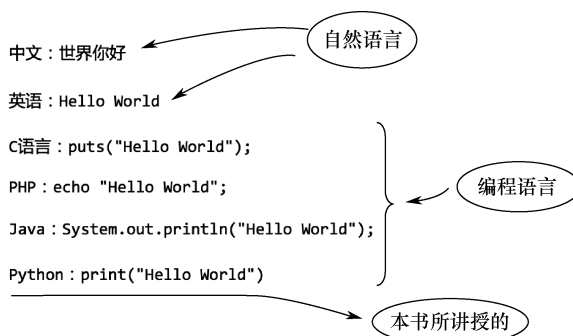 自然语言
中文：世界你好
英语：Hello World
C语言：puts("Hello World");
PHP：echo "Hello World";
编程语言
Java：System.out.println("Hello World");
Python：print("Hello World")
本书所讲授的